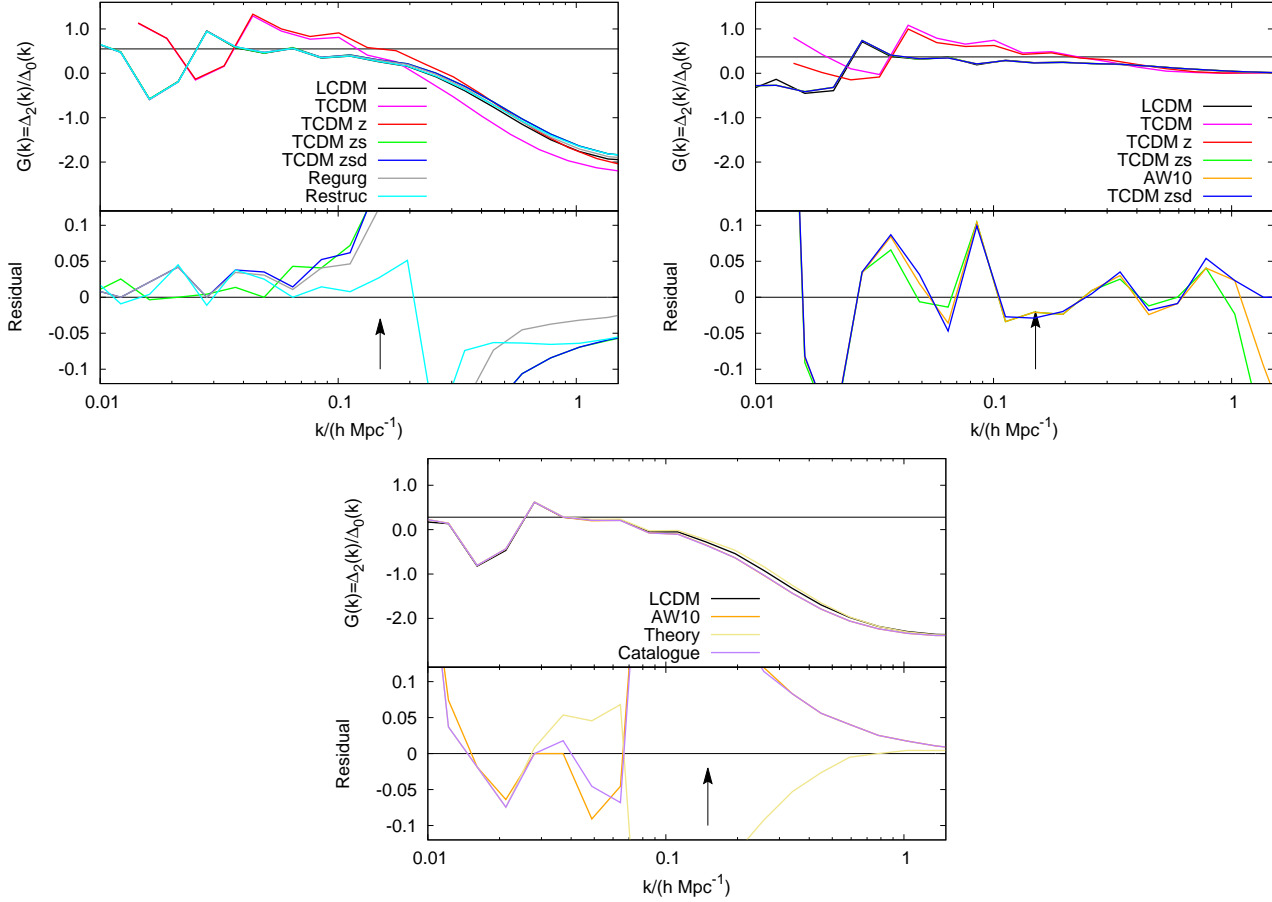 G(k)=Δ2(k)/Δ0(k)
1.0
0.0
-1.0
-2.0
LCDM
TCDM
TCDM z
TCDM zs
TCDM zsd
Regurg
Restruc
Residual
0.1
0.05
0
-0.05
-0.1
0.01
0.1
1
k/(h Mpc-1)
G(k)=Δ2(k)/Δ0(k)
1.0
0.0
-1.0
-2.0
LCDM
TCDM
TCDM z
TCDM zs
AW10
TCDM zsd
Residual
0.1
0.05
0
-0.05
-0.1
0.01
0.1
1
k/(h Mpc-1)
G(k)=Δ2(k)/Δ0(k)
1.0
0.0
-1.0
-2.0
LCDM
AW10
Theory
Catalogue
Residual
0.1
0.05
0
-0.05
-0.1
0.01
0.1
1
k/(h Mpc-1)